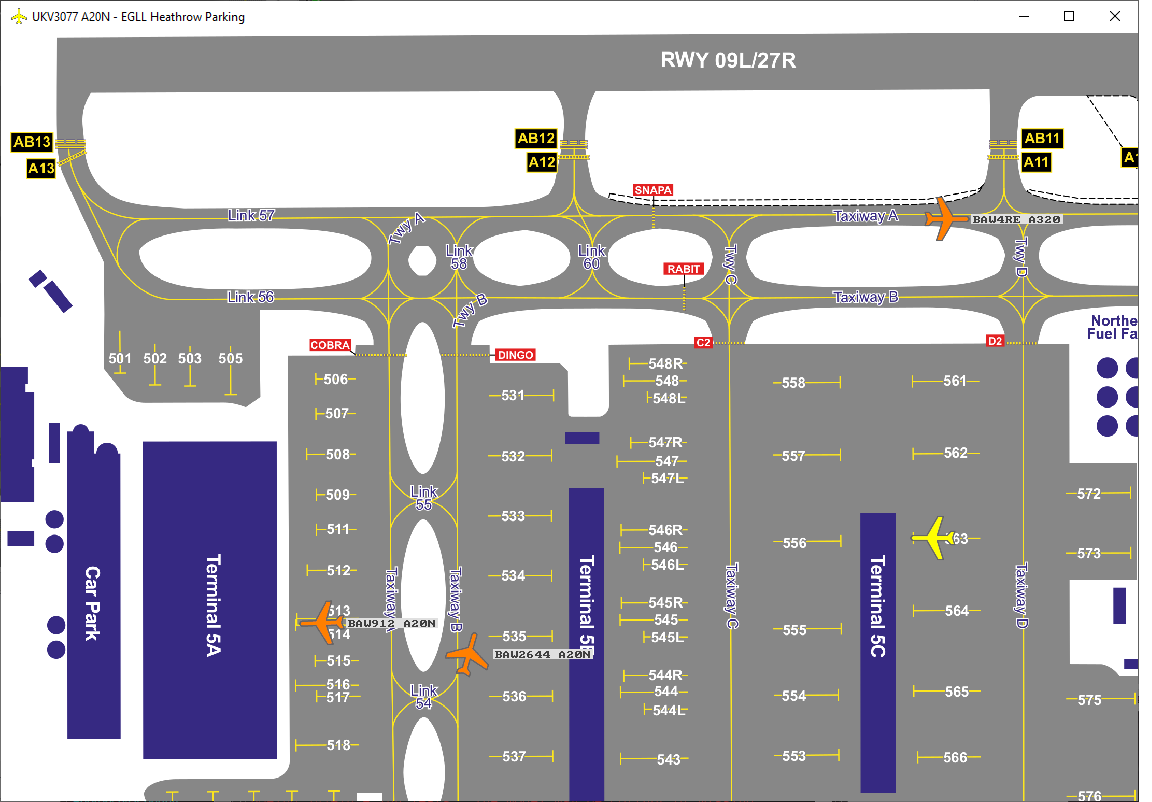 UKV3077 A20N - EGLL Heathrow Parking
RWY 09L/27R
AB13
A13
AB12
A12
AB11
A11
SNAPA
Link 57
Twy A
Taxiway A
BAW4RE A320
Link
58
Link
60
Twy C
Twy D
RABIT
Link 56
Twy B
Taxiway B
COBRA
DINGO
C2
D2
Northe
Fuel Fa
501
502
503
505
506
507
508
509
511
512
513
514
515
516
517
518
BAW912 A20N
Link
55
Link
54
Taxiway B
BAW2644 A20N
531
532
533
534
535
536
537
548R
548
548L
547R
547
547L
546R
546
546L
545R
545
545L
544R
544
544L
543
558
557
556
555
554
553
561
562
564
565
566
572
573
575
576
Car Park
Terminal 5A
Terminal 5C
Taxiway C
Taxiway D